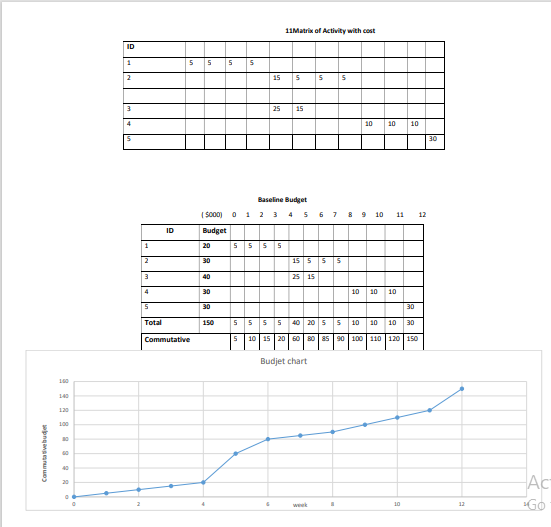 11Matrix of Activity with cost
ID
1 5 5 5 5
2 15 5 5 5
3 25 15
4 10 10 10
5 30
Baseline Budget
( $000) 0 1 2 3 4 5 6 7 8 9 10 11 12
ID Budget
1 20 5 5 5 5
2 30 15 5 5 5
3 40 25 15
4 30 10 10 10
5 30 30
Total 150 5 5 5 5 40 20 5 5 10 10 10 30
Commutative 5 10 15 20 60 80 85 90 100 110 120 150
Budjet chart
160
140
120
100
80
60
40
20
0
Commutative budjet
0 2 4 6 8 10 12 14
week
Ac
Go